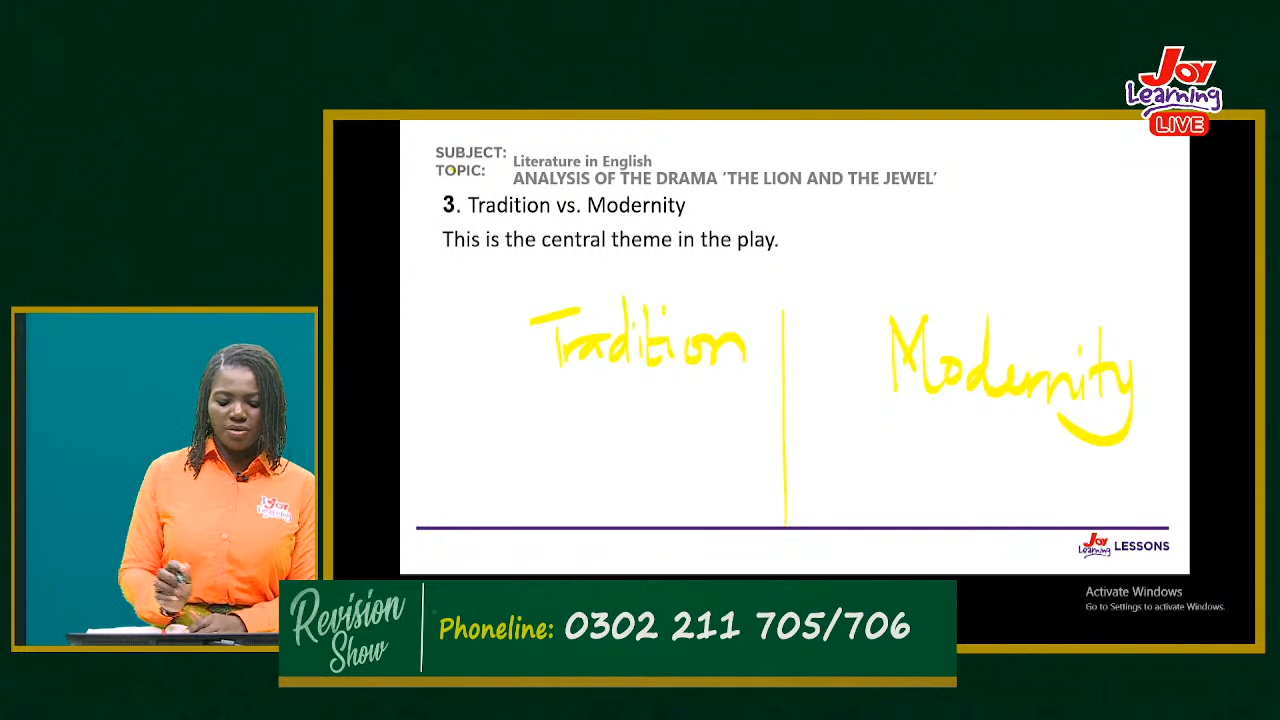 Joy
Learning
LIVE
SUBJECT: Literature in English
TOPIC: ANALYSIS OF THE DRAMA ‘THE LION AND THE JEWEL’
3. Tradition vs. Modernity
This is the central theme in the play.
Tradition
Modernity
Joy
Learning
Joy
Learning LESSONS
Activate Windows
Go to Settings to activate Windows.
Revision
Show
Phoneline: 0302 211 705/706